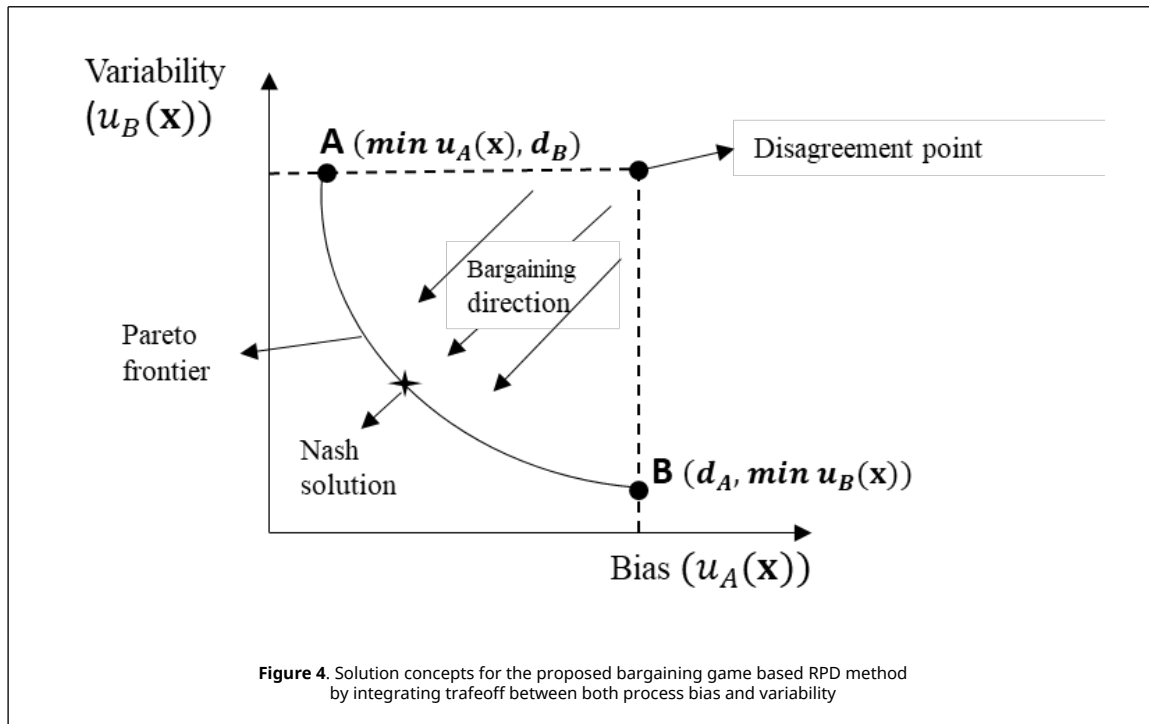 Variability
(u_B(𝐱))
A (min u_A(𝐱), d_B)
Disagreement point
Bargaining
direction
Pareto
frontier
Nash
solution
B (d_A, min u_B(𝐱))
Bias (u_A(𝐱))
Figure 4. Solution concepts for the proposed bargaining game based RPD method
by integrating trafeoff between both process bias and variability